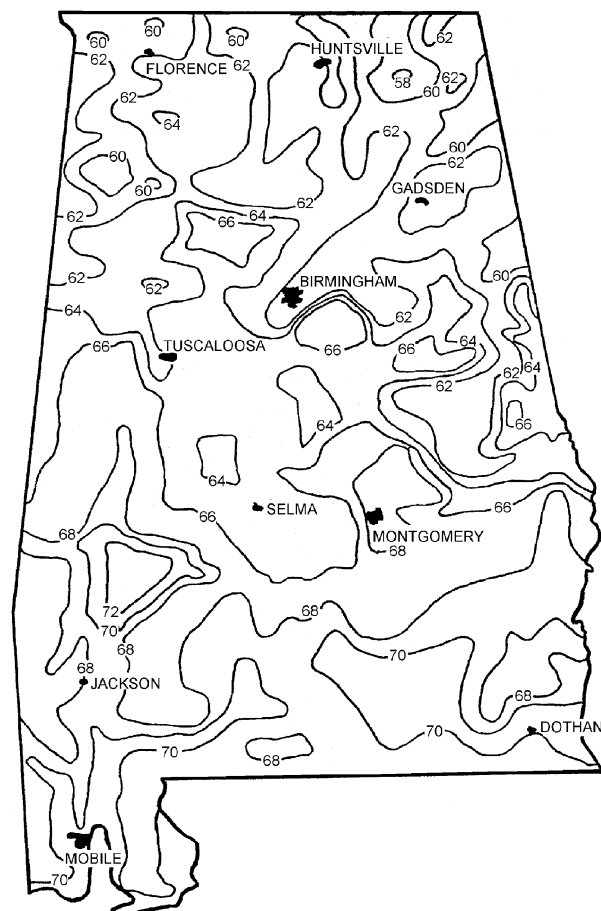 60 60 60 62
HUNTSVILLE
62 FLORENCE 62 58 62
60
62
64
62
60
60
62
GADSDEN
60
62 66 64 62
60
62 BIRMINGHAM
64
62
TUSCALOOSA
66 66 66 64
62 62 64
64 66
64
66 SELMA 66
MONTGOMERY
68 68
72 68
70
68 70
68
JACKSON 68
70 70 DOTHAN
68
MOBILE
70